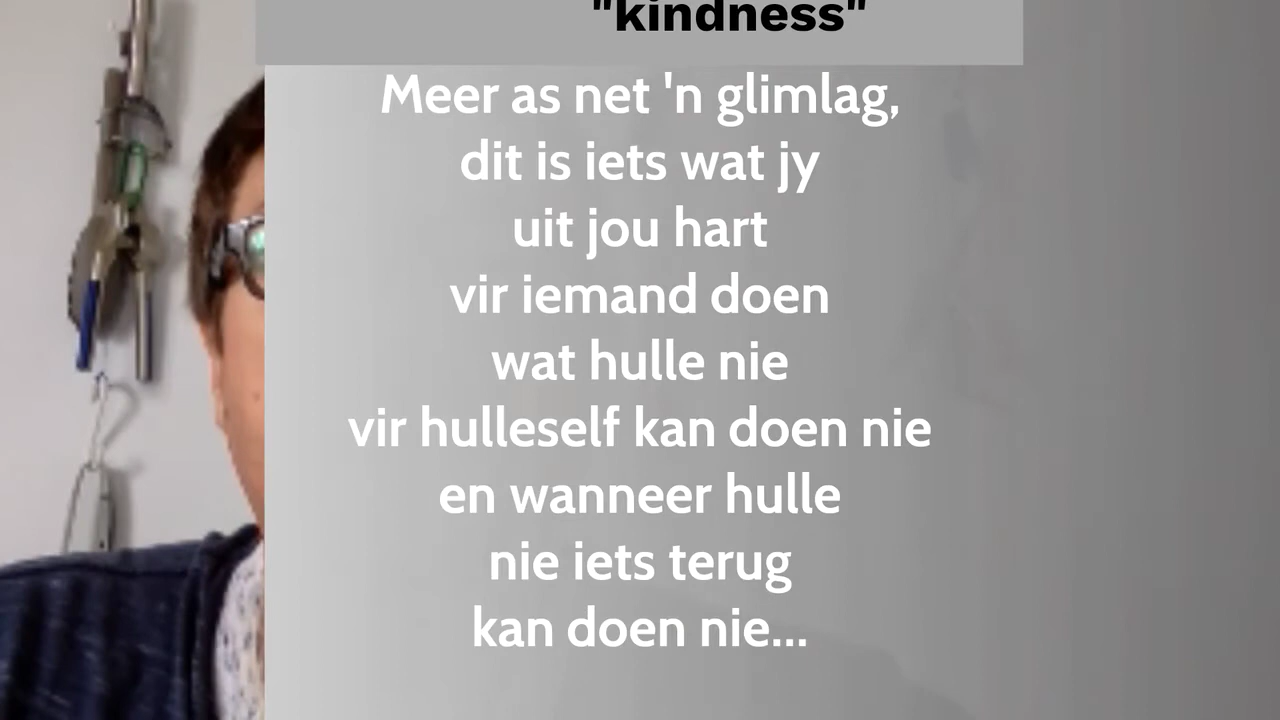 "kindness"
Meer as net 'n glimlag,
dit is iets wat jy
uit jou hart
vir iemand doen
wat hulle nie
vir hulleself kan doen nie
en wanneer hulle
nie iets terug
kan doen nie...